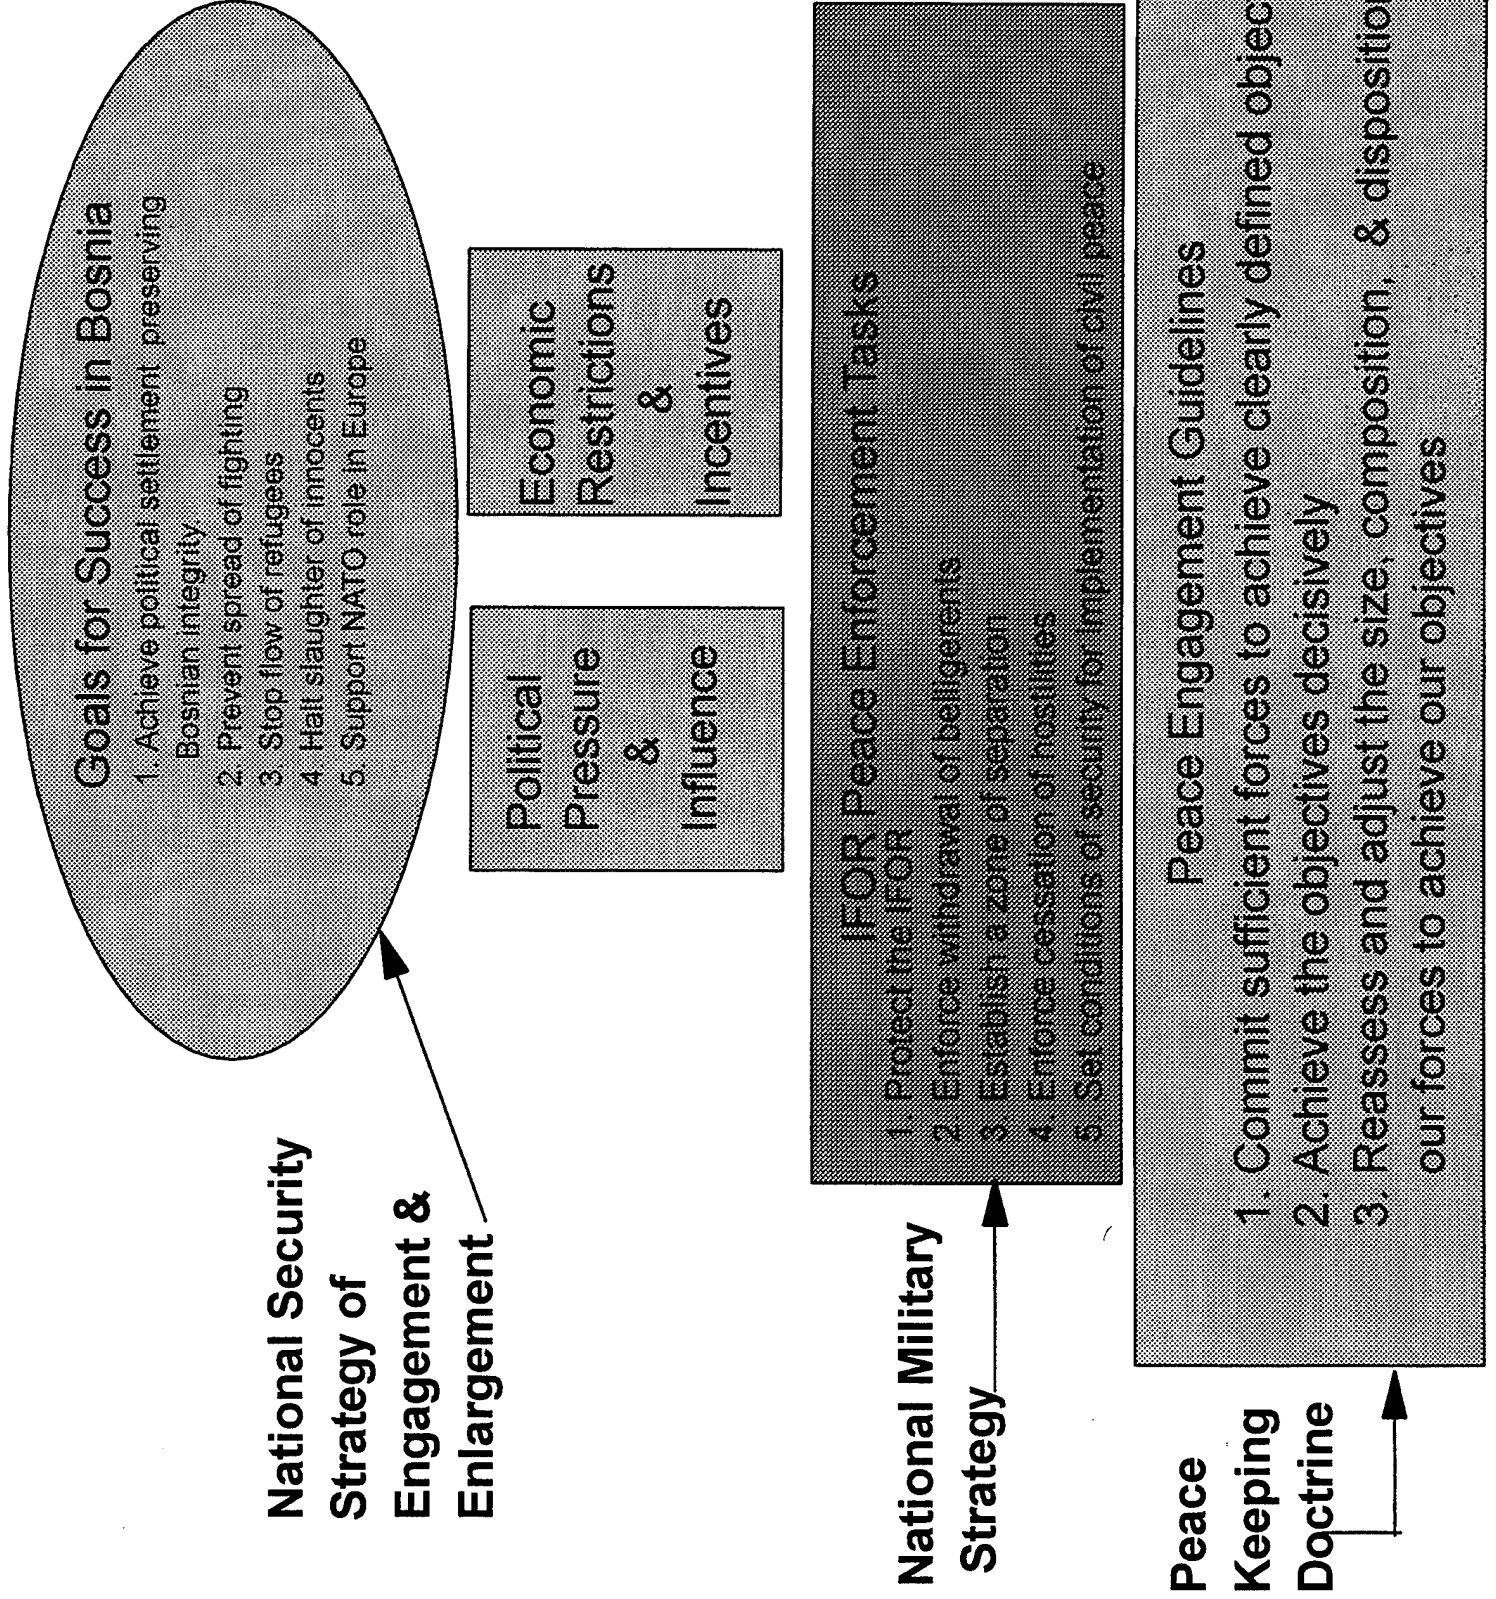 Goals for Success in Bosnia
1. Achieve political settlement preserving
Bosnian integrity
2. Prevent spread of fighting
3. Stop flow of refugees
4. Halt slaughter of innocents
5. Support NATO role in Europe
National Security
Strategy of
Engagement &
Enlargement
Political
Pressure
&
Influence
Economic
Restrictions
&
Incentives
National Military
Strategy
IFOR Peace Enforcement Tasks
1. Protect the IFOR
2. Enforce withdrawal of belligerents
3. Establish a zone of separation
4. Enforce cessation of hostilities
5. Set conditions of security for implementation of civil peace
Peace
Keeping
Doctrine
Peace Engagement Guidelines
1. Commit sufficient forces to achieve clearly defined objec
2. Achieve the objectives decisively
3. Reassess and adjust the size, composition, & disposition
our forces to achieve our objectives